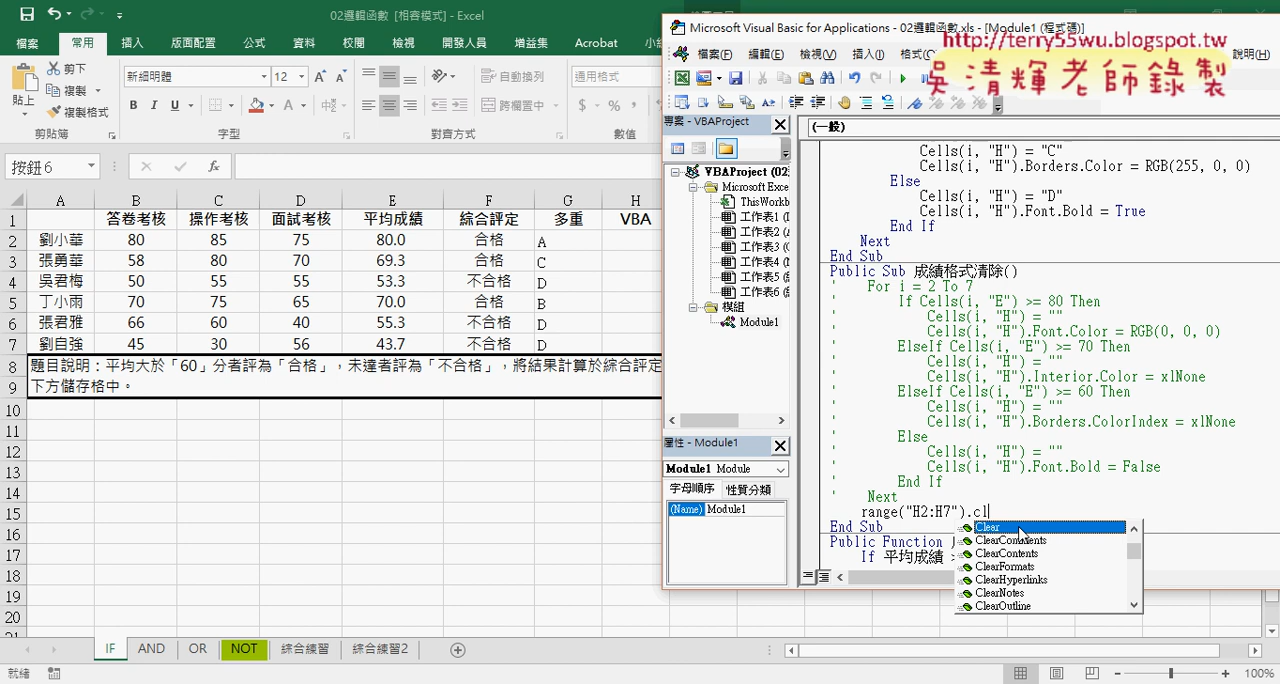 02邏輯函數 [相容模式] - Excel
檔案 常用 插入 版面配置 公式 資料 校閱 檢視 開發人員 增益集 Acrobat
剪下
複製
貼上 複製格式
剪貼簿
新細明體 12
B I U
字型
自動換列
跨欄置中
對齊方式
通用格式
$ %
數值
按鈕 6
fx
A B C D E F G H
1 答卷考核 操作考核 面試考核 平均成績 綜合評定 多重 VBA
2 劉小華 80 85 75 80.0 合格 A
3 張勇華 58 80 70 69.3 合格 C
4 吳君梅 50 55 55 53.3 不合格 D
5 丁小雨 70 75 65 70.0 合格 B
6 張君雅 66 60 40 55.3 不合格 D
7 劉自強 45 30 56 43.7 不合格 D
8 題目說明：平均大於「60」分者評為「合格」，未達者評為「不合格」，將結果計算於綜合評定
9 下方儲存格中。
10
11
12
13
14
15
16
17
18
19
20
IF AND OR NOT 綜合練習 綜合練習2
就緒
100%
Microsoft Visual Basic for Applications - 02邏輯函數.xls - [Module1 (程式碼)]
檔案(F) 編輯(E) 檢視(V) 插入(I) 說明(H)
http://terry55wu.blogspot.tw
吳清輝老師錄製
專案 - VBAProject
VBAProject (02
Microsoft Exce
ThisWorkb
工作表1 (I
工作表2 (
工作表3 (
工作表4 (
工作表5 (
工作表6 (
模組
Module1
屬性 - Module1
Module1 Module
字母順序 性質分類
(Name) Module1
(一般)
Cells(i, "H") = "C"
Cells(i, "H").Borders.Color = RGB(255, 0, 0)
Else
Cells(i, "H") = "D"
Cells(i, "H").Font.Bold = True
End If
Next
End Sub
Public Sub 成績格式清除()
' For i = 2 To 7
' If Cells(i, "E") >= 80 Then
' Cells(i, "H") = ""
' Cells(i, "H").Font.Color = RGB(0, 0, 0)
' ElseIf Cells(i, "E") >= 70 Then
' Cells(i, "H") = ""
' Cells(i, "H").Interior.Color = xlNone
' ElseIf Cells(i, "E") >= 60 Then
' Cells(i, "H") = ""
' Cells(i, "H").Borders.ColorIndex = xlNone
' Else
' Cells(i, "H") = ""
' Cells(i, "H").Font.Bold = False
' End If
' Next
range("H2:H7").cl
End Sub
Public Function
If 平均成績 >
Clear
ClearComments
ClearContents
ClearFormats
ClearHyperlinks
ClearNotes
ClearOutline